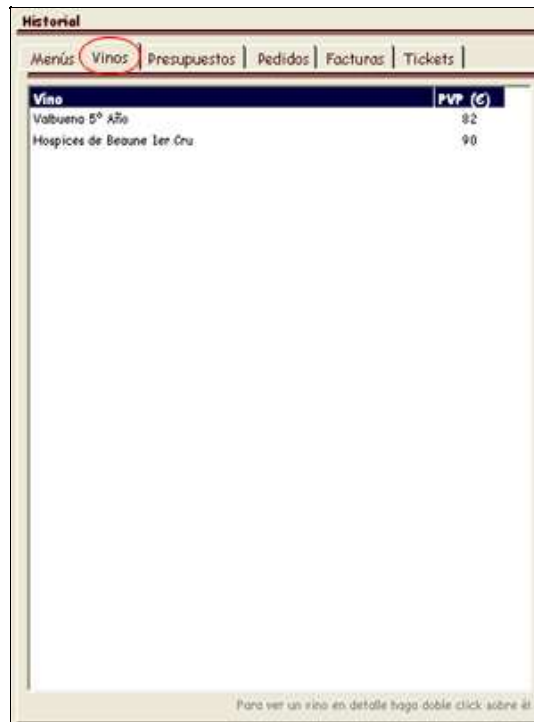 Historial
Menús Vinos Presupuestos Pedidos Facturas Tickets
Vino PVP (€)
Valbuena 5º Año 82
Hospices de Beaune 1er Cru 90
Para ver un vino en detalle haga doble click sobre él